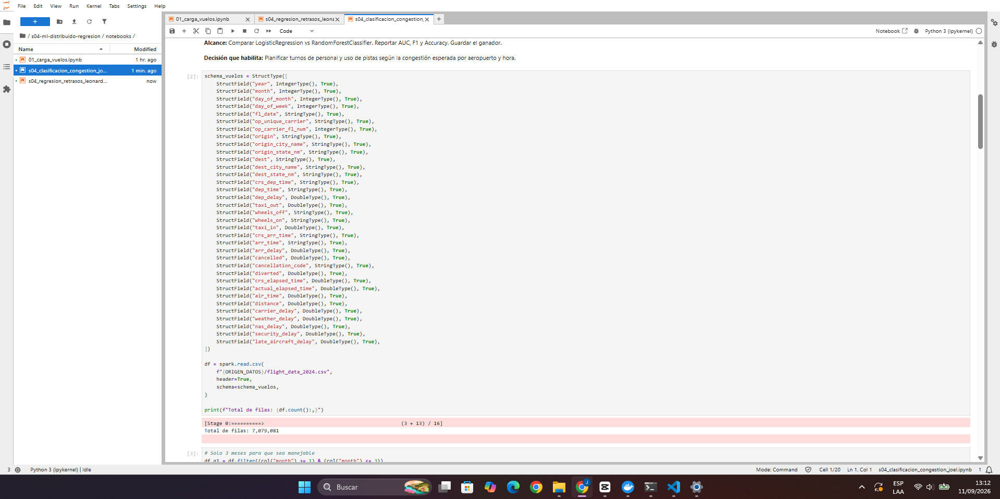 File Edit View Run Kernel Tabs Settings Help
/ s04-ml-distribuido-regresion / notebooks /
Name Modified
01_carga_vuelos.ipynb 1 hr. ago
s04_clasificacion_congestion_jo... 1 min. ago
s04_regresion_retrasos_leonard... now
01_carga_vuelos.ipynb
s04_regresion_retrasos_leona
s04_clasificacion_congestion_
Code
Notebook
Python 3 (ipykernel)
Alcance: Comparar LogisticRegression vs RandomForestClassifier. Reportar AUC, F1 y Accuracy. Guardar el ganador.
Decisión que habilita: Planificar turnos de personal y uso de pistas según la congestión esperada por aeropuerto y hora.
[2]: schema_vuelos = StructType([
StructField("year", IntegerType(), True),
StructField("month", IntegerType(), True),
StructField("day_of_month", IntegerType(), True),
StructField("day_of_week", IntegerType(), True),
StructField("fl_date", StringType(), True),
StructField("op_unique_carrier", StringType(), True),
StructField("op_carrier_fl_num", IntegerType(), True),
StructField("origin", StringType(), True),
StructField("origin_city_name", StringType(), True),
StructField("origin_state_nm", StringType(), True),
StructField("dest", StringType(), True),
StructField("dest_city_name", StringType(), True),
StructField("dest_state_nm", StringType(), True),
StructField("crs_dep_time", StringType(), True),
StructField("dep_time", StringType(), True),
StructField("dep_delay", DoubleType(), True),
StructField("taxi_out", DoubleType(), True),
StructField("wheels_off", StringType(), True),
StructField("wheels_on", StringType(), True),
StructField("taxi_in", DoubleType(), True),
StructField("crs_arr_time", StringType(), True),
StructField("arr_time", StringType(), True),
StructField("arr_delay", DoubleType(), True),
StructField("cancelled", DoubleType(), True),
StructField("cancellation_code", StringType(), True),
StructField("diverted", DoubleType(), True),
StructField("crs_elapsed_time", DoubleType(), True),
StructField("actual_elapsed_time", DoubleType(), True),
StructField("air_time", DoubleType(), True),
StructField("distance", DoubleType(), True),
StructField("carrier_delay", DoubleType(), True),
StructField("weather_delay", DoubleType(), True),
StructField("nas_delay", DoubleType(), True),
StructField("security_delay", DoubleType(), True),
StructField("late_aircraft_delay", DoubleType(), True),
])
df = spark.read.csv(
f"{ORIGEN_DATOS}/flight_data_2024.csv",
header=True,
schema=schema_vuelos,
)
print(f"Total de filas: {df.count():,}")
[Stage 0:==========> (3 + 13) / 16]
Total de filas: 7,079,081
[3]: # Solo 3 meses para que sea manejable
df_q1 = df.filter((col("month") >= 1) & (col("month") <= 3))
3 Python 3 (ipykernel) | Idle
Mode: Command Cell 1/20 Ln 1, Col 1 s04_clasificacion_congestion_joel.ipynb 1
Buscar
J
ESP
LAA
13:12
11/09/2026